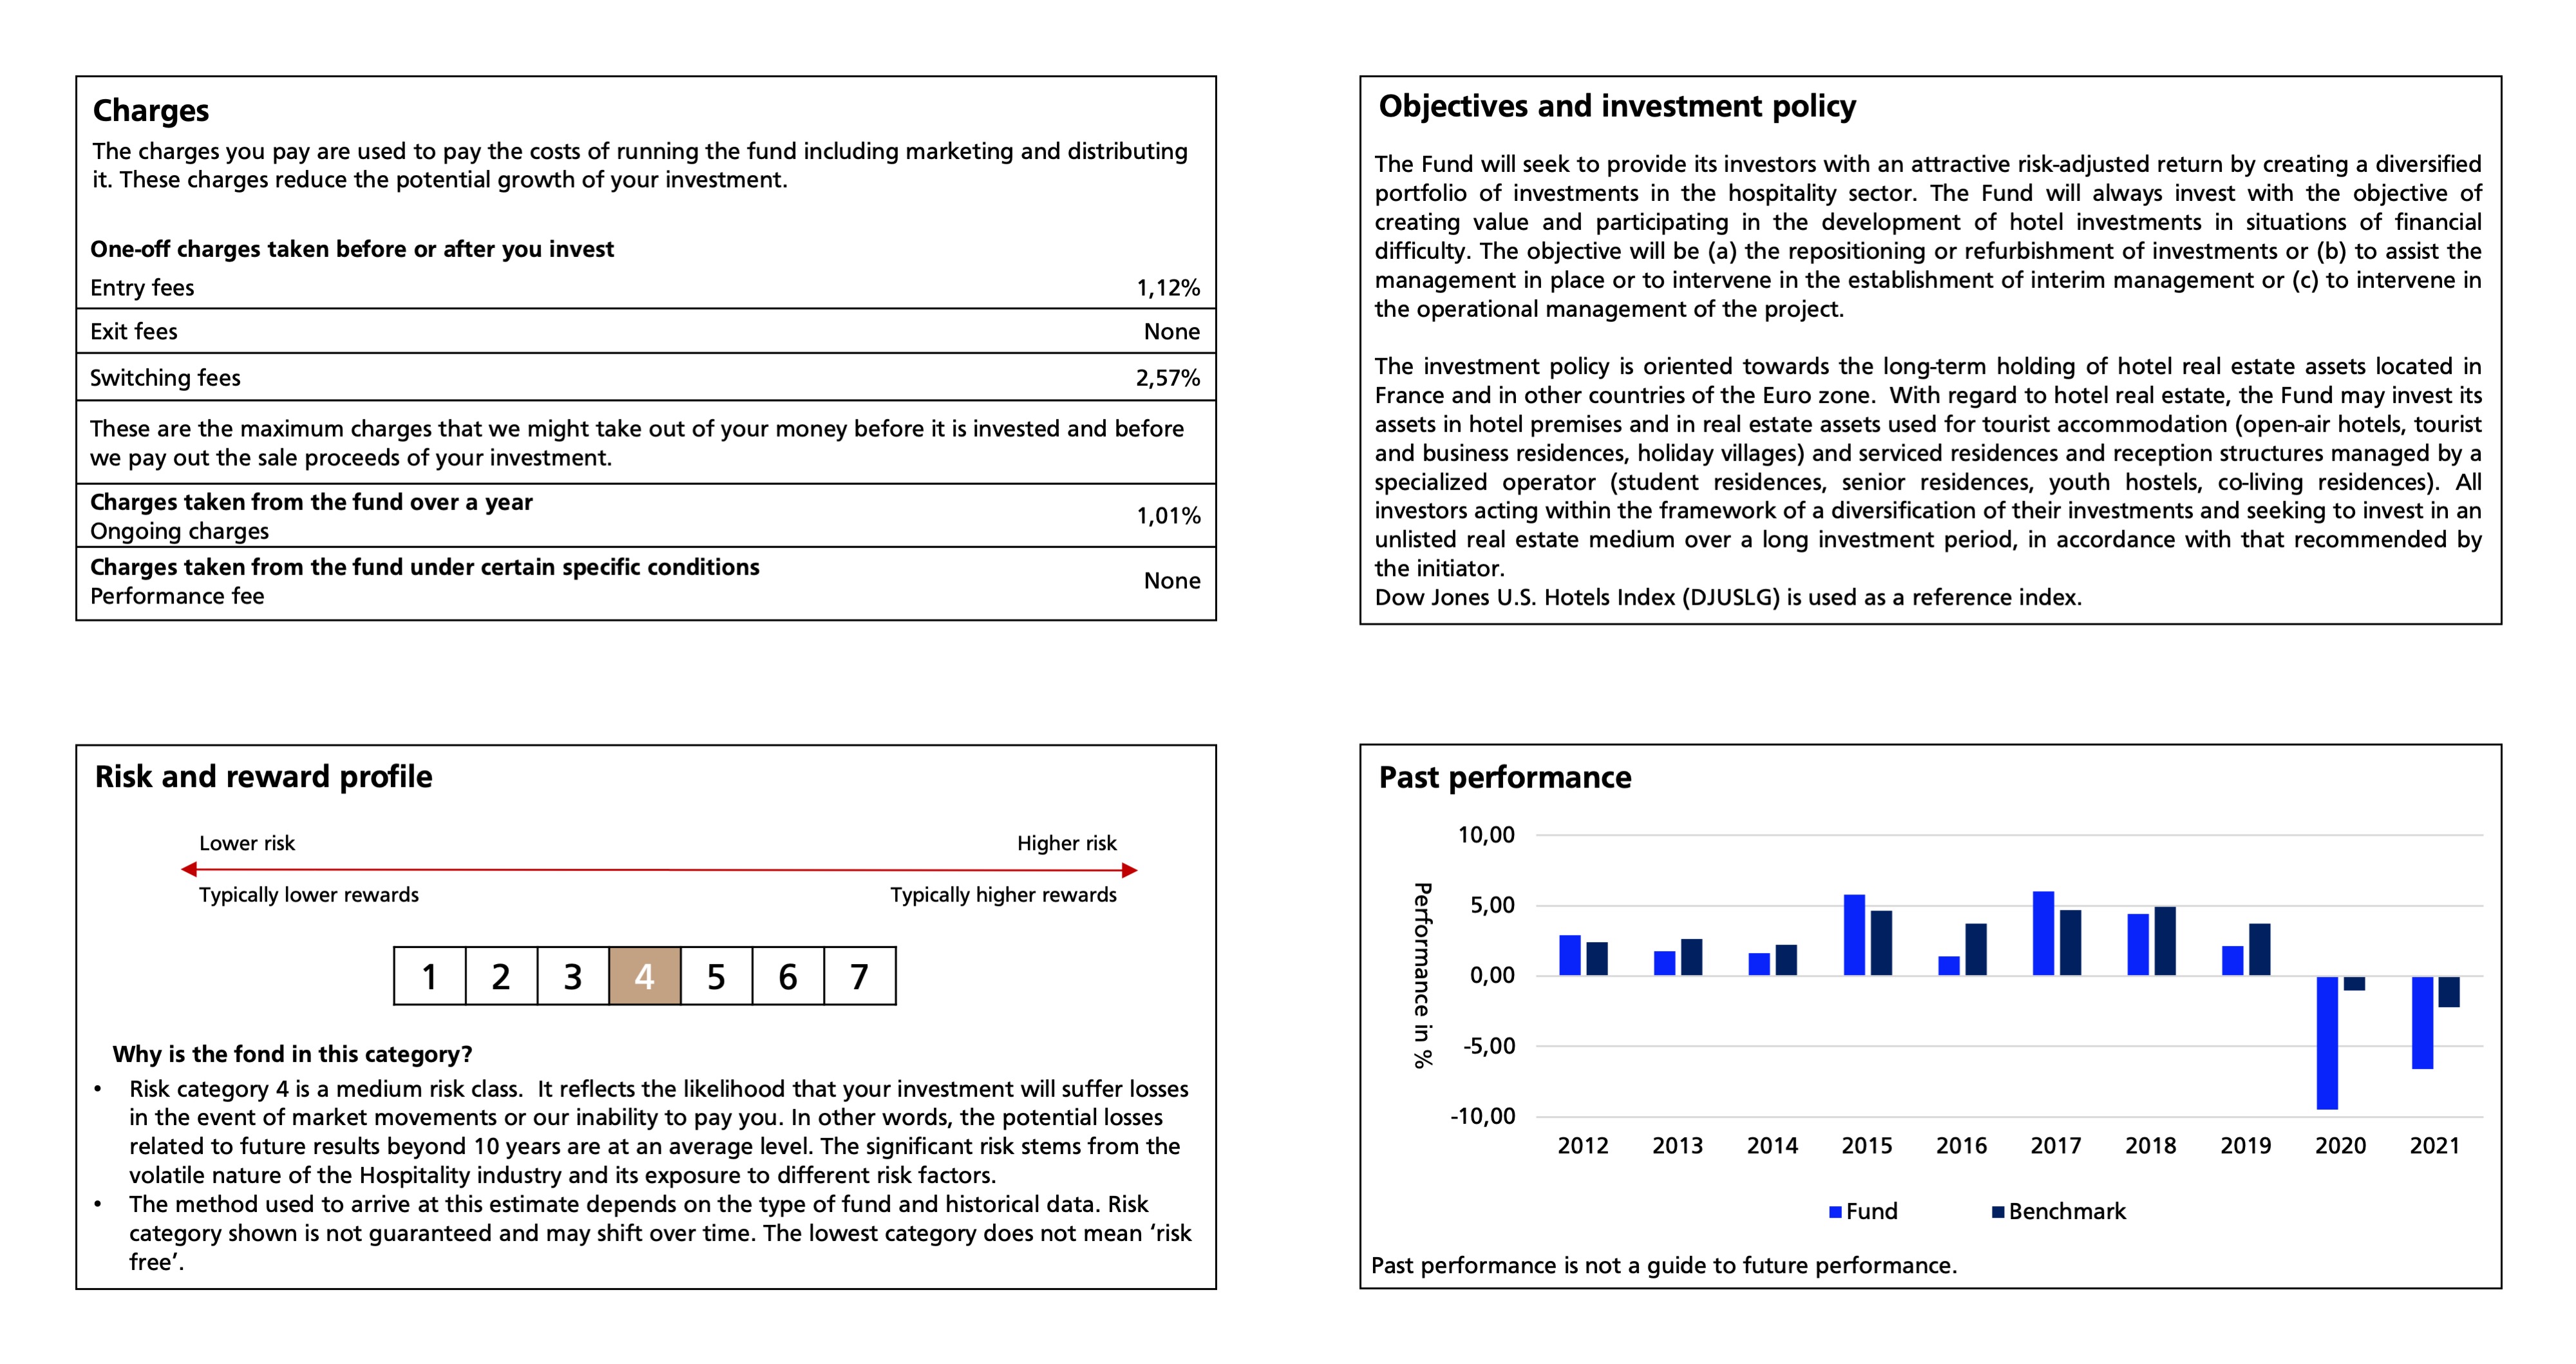 Charges
The charges you pay are used to pay the costs of running the fund including marketing and distributing
it. These charges reduce the potential growth of your investment.
One-off charges taken before or after you invest
Entry fees 1,12%
Exit fees None
Switching fees 2,57%
These are the maximum charges that we might take out of your money before it is invested and before
we pay out the sale proceeds of your investment.
Charges taken from the fund over a year
Ongoing charges 1,01%
Charges taken from the fund under certain specific conditions
Performance fee None
Objectives and investment policy
The Fund will seek to provide its investors with an attractive risk-adjusted return by creating a diversified
portfolio of investments in the hospitality sector. The Fund will always invest with the objective of
creating value and participating in the development of hotel investments in situations of financial
difficulty. The objective will be (a) the repositioning or refurbishment of investments or (b) to assist the
management in place or to intervene in the establishment of interim management or (c) to intervene in
the operational management of the project.
The investment policy is oriented towards the long-term holding of hotel real estate assets located in
France and in other countries of the Euro zone. With regard to hotel real estate, the Fund may invest its
assets in hotel premises and in real estate assets used for tourist accommodation (open-air hotels, tourist
and business residences, holiday villages) and serviced residences and reception structures managed by a
specialized operator (student residences, senior residences, youth hostels, co-living residences). All
investors acting within the framework of a diversification of their investments and seeking to invest in an
unlisted real estate medium over a long investment period, in accordance with that recommended by
the initiator.
Dow Jones U.S. Hotels Index (DJUSLG) is used as a reference index.
Risk and reward profile
Lower risk Higher risk
Typically lower rewards Typically higher rewards
1 2 3 4 5 6 7
Why is the fond in this category?
• Risk category 4 is a medium risk class. It reflects the likelihood that your investment will suffer losses
in the event of market movements or our inability to pay you. In other words, the potential losses
related to future results beyond 10 years are at an average level. The significant risk stems from the
volatile nature of the Hospitality industry and its exposure to different risk factors.
• The method used to arrive at this estimate depends on the type of fund and historical data. Risk
category shown is not guaranteed and may shift over time. The lowest category does not mean ‘risk
free’.
Past performance
Performance in %
10,00
5,00
0,00
-5,00
-10,00
2012 2013 2014 2015 2016 2017 2018 2019 2020 2021
Fund Benchmark
Past performance is not a guide to future performance.